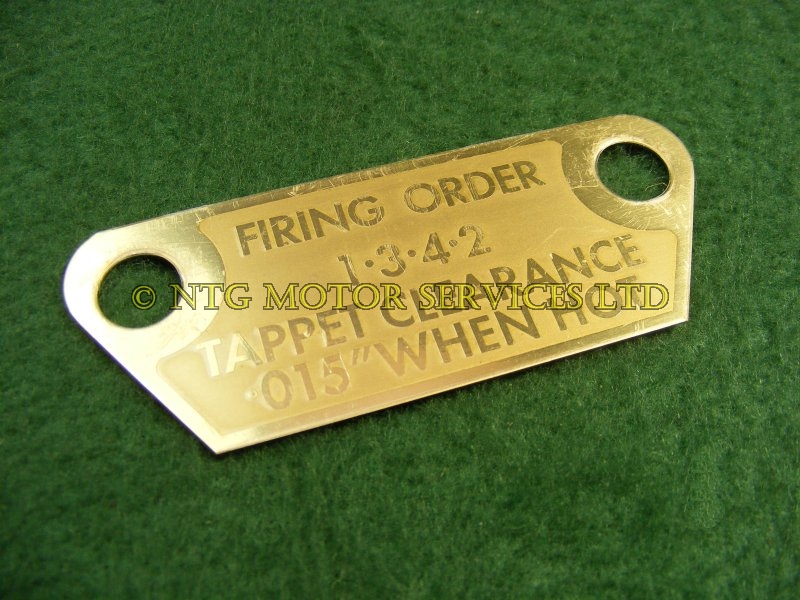 FIRING ORDER
1·3·4·2
TAPPET CLEARANCE
·015" WHEN HOT
© NTG MOTOR SERVICES LTD